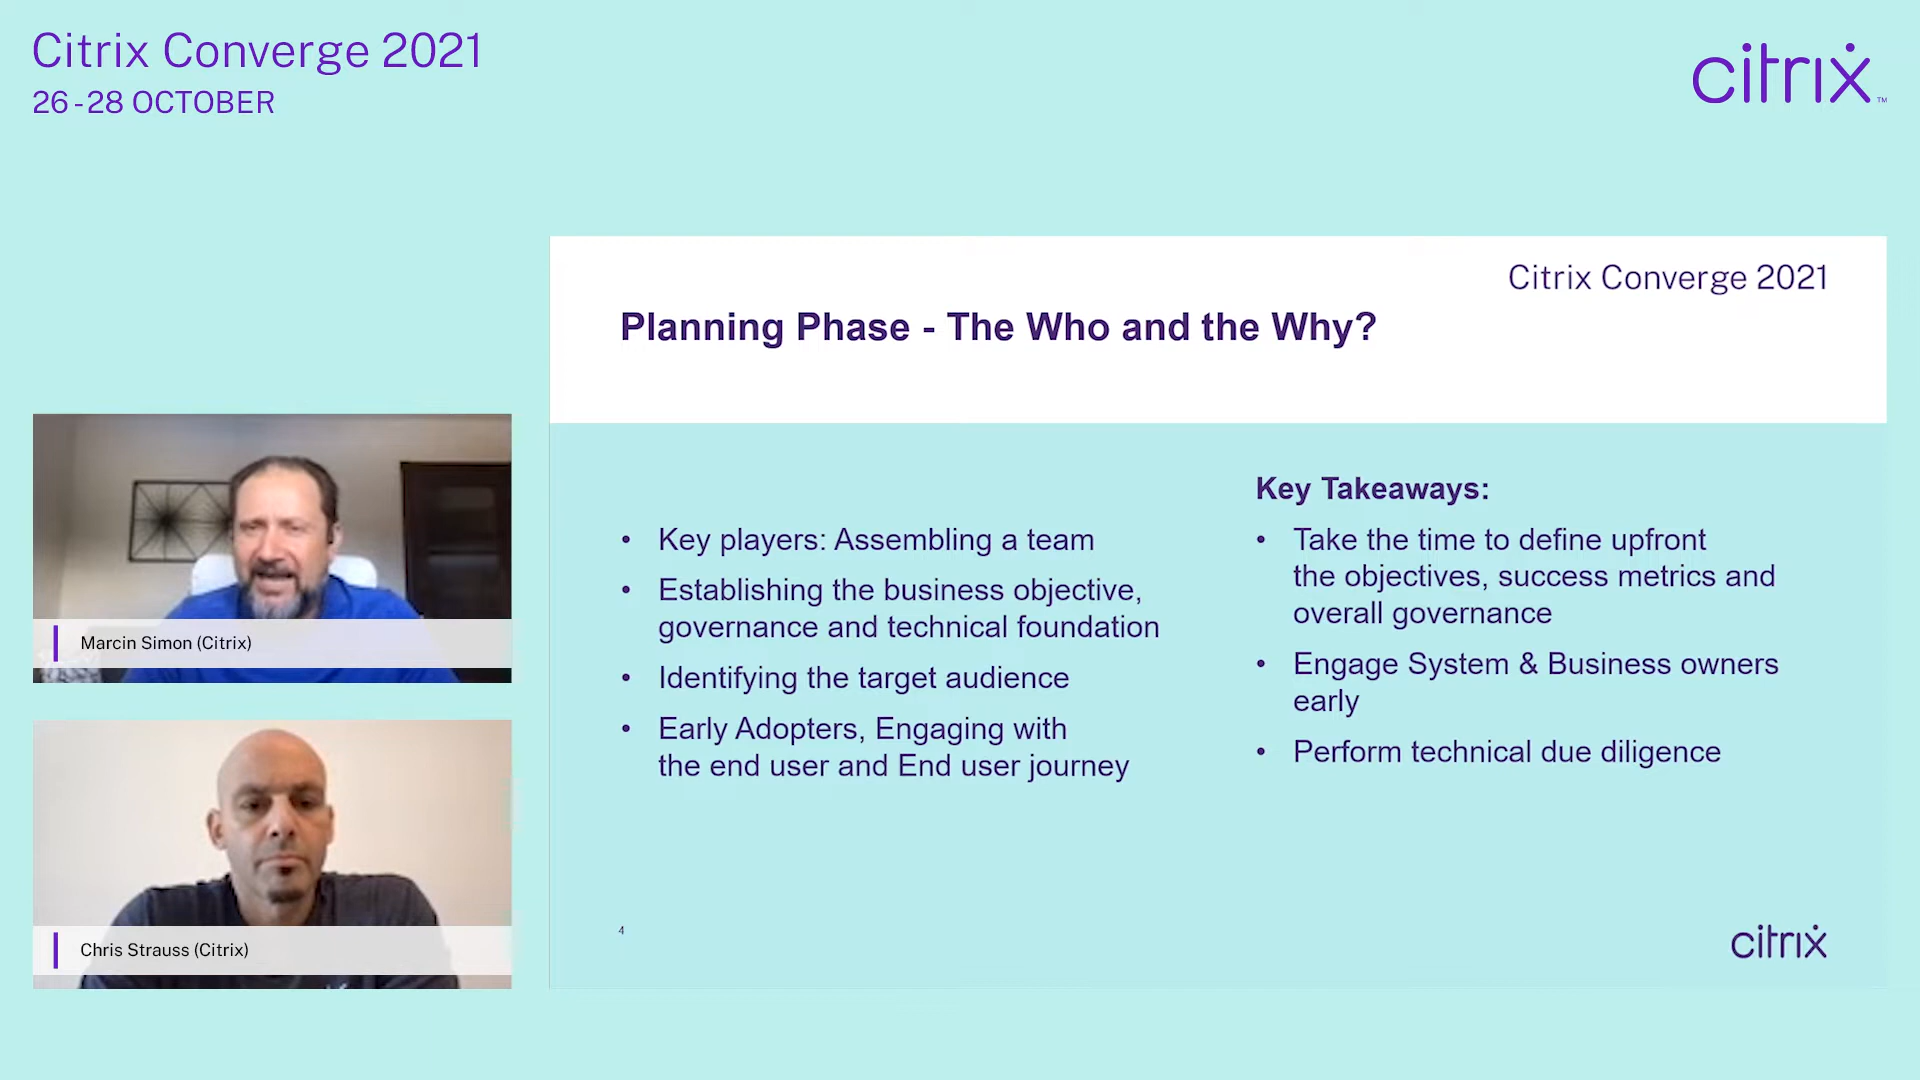 Citrix Converge 2021
26-28 OCTOBER
citrix™
Citrix Converge 2021
Planning Phase - The Who and the Why?
• Key players: Assembling a team
• Establishing the business objective,
governance and technical foundation
• Identifying the target audience
• Early Adopters, Engaging with
the end user and End user journey
Key Takeaways:
• Take the time to define upfront
the objectives, success metrics and
overall governance
• Engage System & Business owners
early
• Perform technical due diligence
4
citrix
Marcin Simon (Citrix)
Chris Strauss (Citrix)